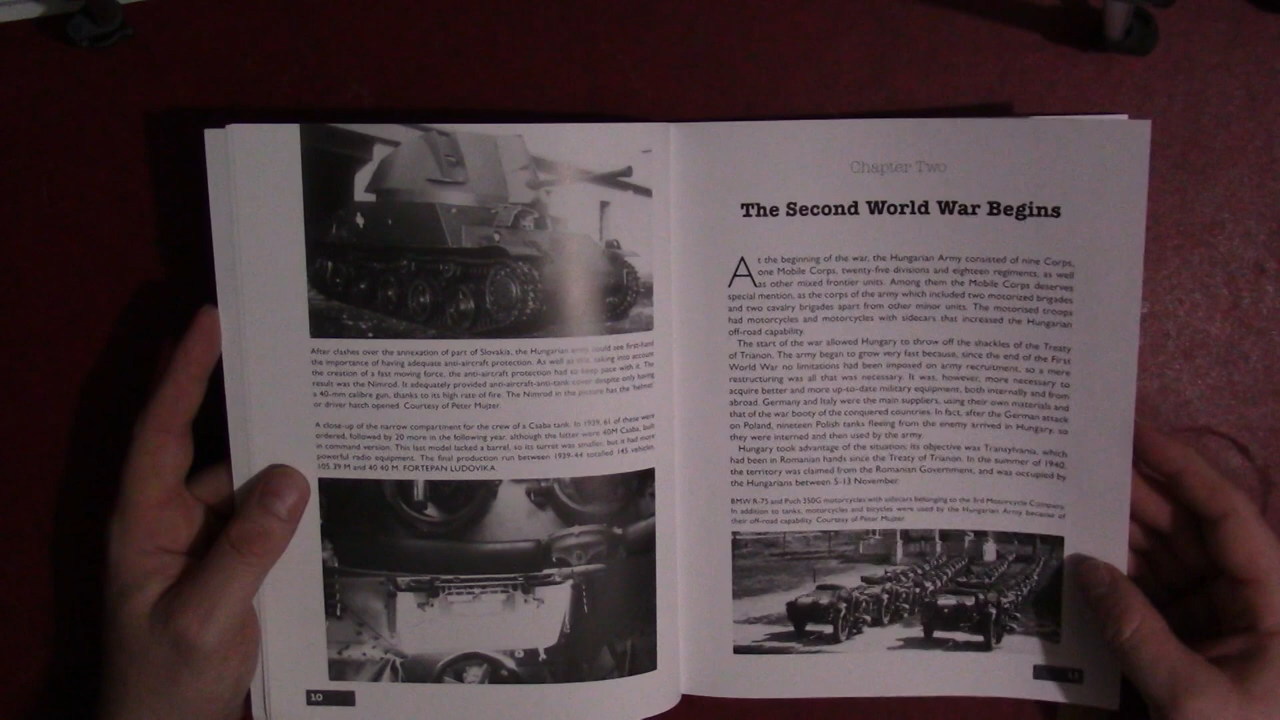 After clashes over the annexation of part of Slovakia, the Hungarian army could see first-hand
the importance of having adequate anti-aircraft protection. As well as this, taking into account
the creation of a fast moving force, the anti-aircraft protection had to keep pace with it. The
result was the Nimrod. It adequately provided anti-aircraft-anti-tank cover despite only having
a 40-mm calibre gun, thanks to its high rate of fire. The Nimrod in the picture has the 'helmet'
or driver hatch opened. Courtesy of Peter Mujzer.
A close-up of the narrow compartment for the crew of a Csaba tank. In 1939, 61 of these were
ordered, followed by 20 more in the following year, although the latter were 40M Csaba, built
in command version. This last model lacked a barrel, so its turret was smaller, but it had more
powerful radio equipment. The final production run between 1939-44 totalled 145 vehicles,
105 39 M and 40 40 M. FORTEPAN LUDOVIKA.
10
Chapter Two
The Second World War Begins
At the beginning of the war, the Hungarian Army consisted of nine Corps,
one Mobile Corps, twenty-five divisions and eighteen regiments, as well
as other mixed frontier units. Among them the Mobile Corps deserves
special mention, as the corps of the army which included two motorized brigades
and two cavalry brigades apart from other minor units. The motorised troops
had motorcycles and motorcycles with sidecars that increased the Hungarian
off-road capability.
The start of the war allowed Hungary to throw off the shackles of the Treaty
of Trianon. The army began to grow very fast because, since the end of the First
World War no limitations had been imposed on army recruitment, so a mere
restructuring was all that was necessary. It was, however, more necessary to
acquire better and more up-to-date military equipment, both internally and from
abroad. Germany and Italy were the main suppliers, using their own materials and
that of the war booty of the conquered countries. In fact, after the German attack
on Poland, nineteen Polish tanks fleeing from the enemy arrived in Hungary, so
they were interned and then used by the army.
Hungary took advantage of the situation; its objective was Transylvania, which
had been in Romanian hands since the Treaty of Trianon. In the summer of 1940,
the territory was claimed from the Romanian Government, and was occupied by
the Hungarians between 5-13 November.
BMW R-75 and Puch 350G motorcycles with sidecars belonging to the 3rd Motorcycle Company.
In addition to tanks, motorcycles and bicycles were used by the Hungarian Army because of
their off-road capability. Courtesy of Peter Mujzer.
11